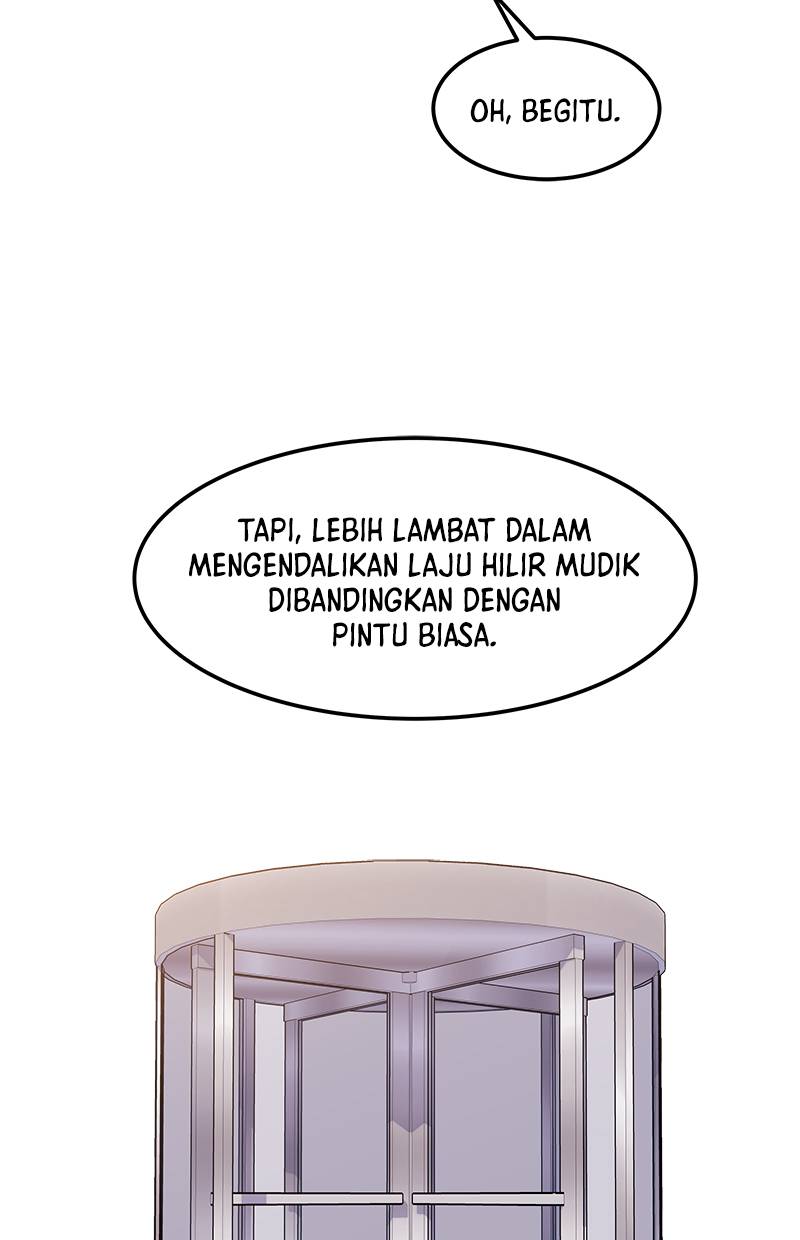 OH, BEGITU.
TAPI, LEBIH LAMBAT DALAM
MENGENDALIKAN LAJU HILIR MUDIK
DIBANDINGKAN DENGAN
PINTU BIASA.